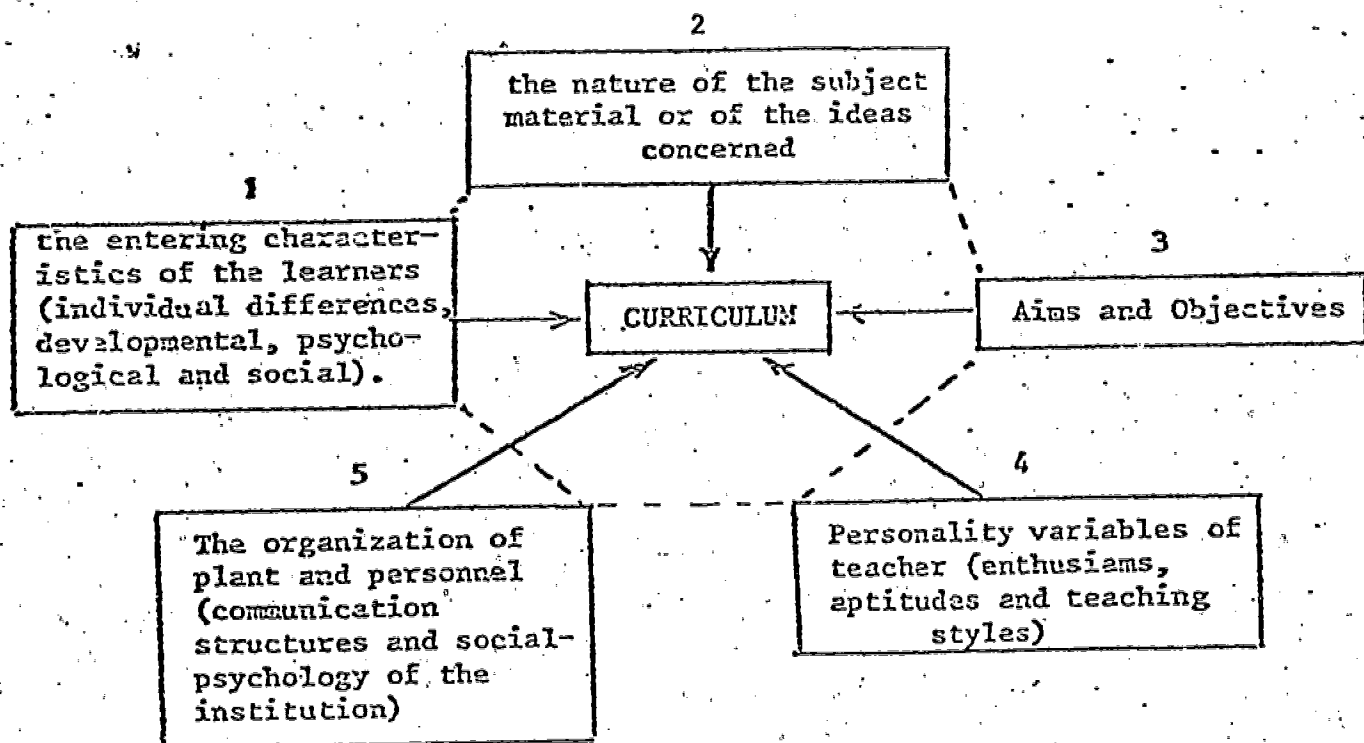 2
the nature of the subject
material or of the ideas
concerned
1
the entering character-
istics of the learners
(individual differences,
developmental, psycho-
logical and social).
CURRICULUM
3
Aims and Objectives
5
The organization of
plant and personnel
(communication
structures and social-
psychology of the
institution)
4
Personality variables of
teacher (enthusiams,
aptitudes and teaching
styles)